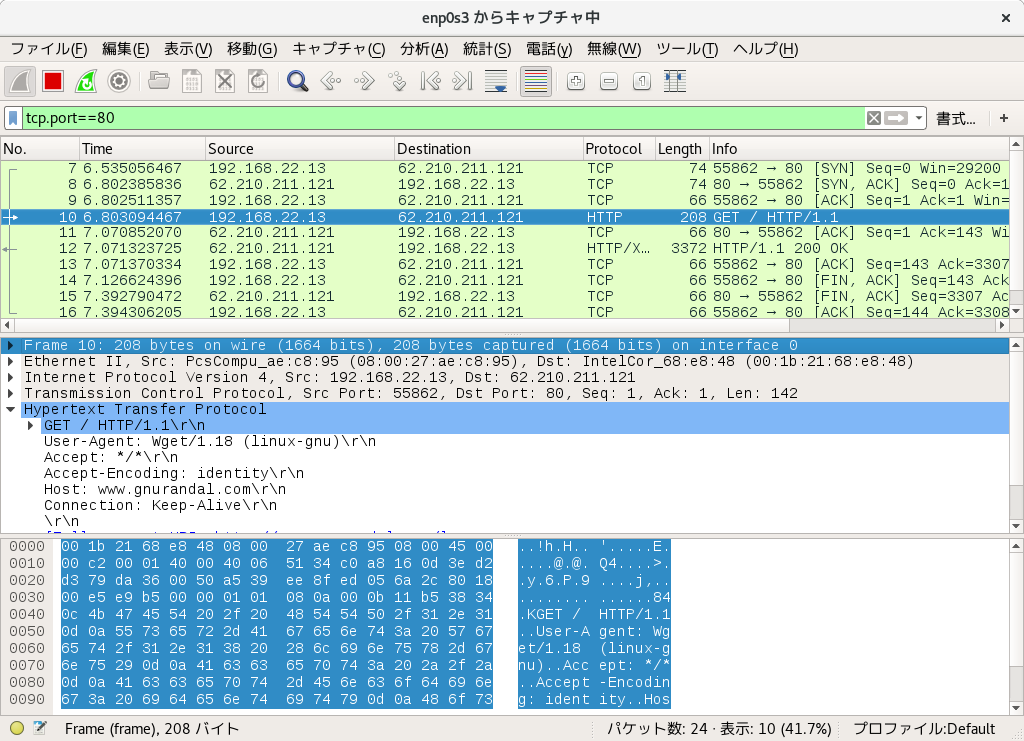 enp0s3 からキャプチャ中
ファイル(F) 編集(E) 表示(V) 移動(G) キャプチャ(C) 分析(A) 統計(S) 電話(y) 無線(W) ツール(T) ヘルプ(H)
tcp.port==80 書式… +
No. Time Source Destination Protocol Length Info
7 6.535056467 192.168.22.13 62.210.211.121 TCP 74 55862 → 80 [SYN] Seq=0 Win=29200
8 6.802385836 62.210.211.121 192.168.22.13 TCP 74 80 → 55862 [SYN, ACK] Seq=0 Ack=1
9 6.802511357 192.168.22.13 62.210.211.121 TCP 66 55862 → 80 [ACK] Seq=1 Ack=1 Win=
10 6.803094467 192.168.22.13 62.210.211.121 HTTP 208 GET / HTTP/1.1
11 7.070852070 62.210.211.121 192.168.22.13 TCP 66 80 → 55862 [ACK] Seq=1 Ack=143 Wi
12 7.071323725 62.210.211.121 192.168.22.13 HTTP/X… 3372 HTTP/1.1 200 OK
13 7.071370334 192.168.22.13 62.210.211.121 TCP 66 55862 → 80 [ACK] Seq=143 Ack=3307
14 7.126624396 192.168.22.13 62.210.211.121 TCP 66 55862 → 80 [FIN, ACK] Seq=143 Ack
15 7.392790472 62.210.211.121 192.168.22.13 TCP 66 80 → 55862 [FIN, ACK] Seq=3307 Ac
16 7.394306205 192.168.22.13 62.210.211.121 TCP 66 55862 → 80 [ACK] Seq=144 Ack=3308
Frame 10: 208 bytes on wire (1664 bits), 208 bytes captured (1664 bits) on interface 0
Ethernet II, Src: PcsCompu_ae:c8:95 (08:00:27:ae:c8:95), Dst: IntelCor_68:e8:48 (00:1b:21:68:e8:48)
Internet Protocol Version 4, Src: 192.168.22.13, Dst: 62.210.211.121
Transmission Control Protocol, Src Port: 55862, Dst Port: 80, Seq: 1, Ack: 1, Len: 142
Hypertext Transfer Protocol
GET / HTTP/1.1\r\n
User-Agent: Wget/1.18 (linux-gnu)\r\n
Accept: */*\r\n
Accept-Encoding: identity\r\n
Host: www.gnurandal.com\r\n
Connection: Keep-Alive\r\n
\r\n
0000 00 1b 21 68 e8 48 08 00 27 ae c8 95 08 00 45 00 ..!h.H.. '.....E.
0010 00 c2 00 01 40 00 40 06 51 34 c0 a8 16 0d 3e d2 ....@.@. Q4....>.
0020 d3 79 da 36 00 50 a5 39 ee 8f ed 05 6a 2c 80 18 .y.6.P.9 ....j,..
0030 00 e5 e9 b5 00 00 01 01 08 0a 00 0b 11 b5 38 34 ........ ......84
0040 0c 4b 47 45 54 20 2f 20 48 54 54 50 2f 31 2e 31 .KGET / HTTP/1.1
0050 0d 0a 55 73 65 72 2d 41 67 65 6e 74 3a 20 57 67 ..User-A gent: Wg
0060 65 74 2f 31 2e 31 38 20 28 6c 69 6e 75 78 2d 67 et/1.18 (linux-g
0070 6e 75 29 0d 0a 41 63 63 65 70 74 3a 20 2a 2f 2a nu)..Acc ept: */*
0080 0d 0a 41 63 63 65 70 74 2d 45 6e 63 6f 64 69 6e ..Accept -Encodin
0090 67 3a 20 69 64 65 6e 74 69 74 79 0d 0a 48 6f 73 g: ident ity..Hos
Frame (frame), 208 バイト パケット数: 24 · 表示: 10 (41.7%) プロファイル:Default